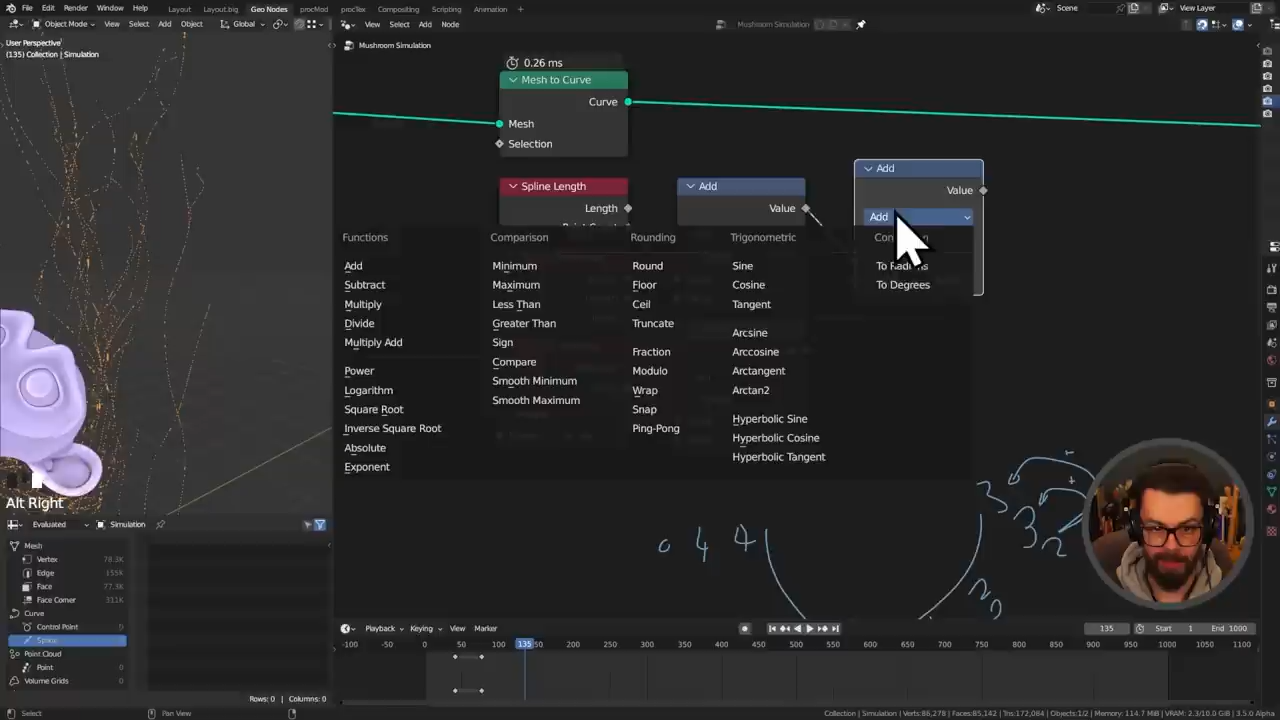 File Edit Render Window Help Layout Layout.big Geo Nodes procMod procTex Compositing Scripting Animation Scene View Layer
Object Mode View Select Add Object Global View Select Add Node Mushroom Simulation
User Perspective
(135) Collection | Simulation
Mushroom Simulation
0.26 ms
Mesh to Curve
Curve
Mesh
Selection
Spline Length
Length
Add
Value
Add
Value
Add
Functions Comparison Rounding Trigonometric
Add Minimum Round Sine
To Degrees
Subtract Maximum Floor Cosine
Multiply Less Than Ceil Tangent
Divide Greater Than Truncate
Arcsine
Multiply Add Sign
Compare Fraction Arccosine
Power Smooth Minimum Modulo Arctangent
Logarithm Smooth Maximum Wrap Arctan2
Square Root Snap
Inverse Square Root Ping-Pong Hyperbolic Sine
Absolute Hyperbolic Cosine
Exponent Hyperbolic Tangent
Alt Right
Evaluated Simulation
Mesh
Vertex 78.3K
Edge 155K
Face 77.3K
Face Corner 311K
Curve
Control Point 0
Spline
Point Cloud
Point 0
Volume Grids 0
Rows: 0 | Columns: 0
0 4 4
3
3
2
Playback Keying View Marker 135 Start 1 End 1000
-100 -50 0 50 100 135 200 250 300 350 400 450 500 550 600 650 700 750 800 850 900 950 1000 1050 1100
Select Pan View
Collection | Simulation | Verts:86,278 | Faces:85,142 | Tris:172,084 | Objects:1/2 | Memory: 114.7 MiB | VRAM: 2.3/10.0 GiB | 3.5.0 Alpha